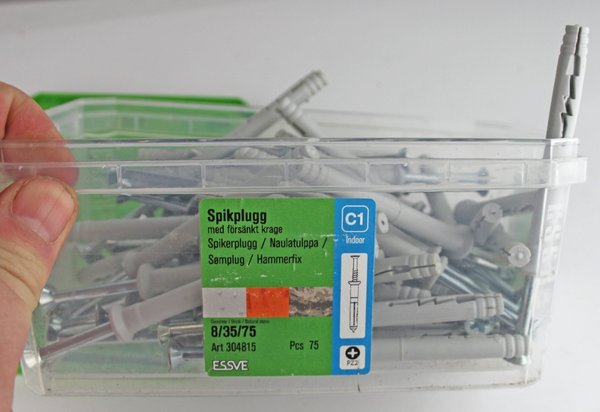 Spikplugg
med försänkt krage
Spikerplugg / Naulatulppa /
Sømplug / Hammerfix
C1
Indoor
8/35/75
Art 304815 Pcs 75
ESSVE
PZ2